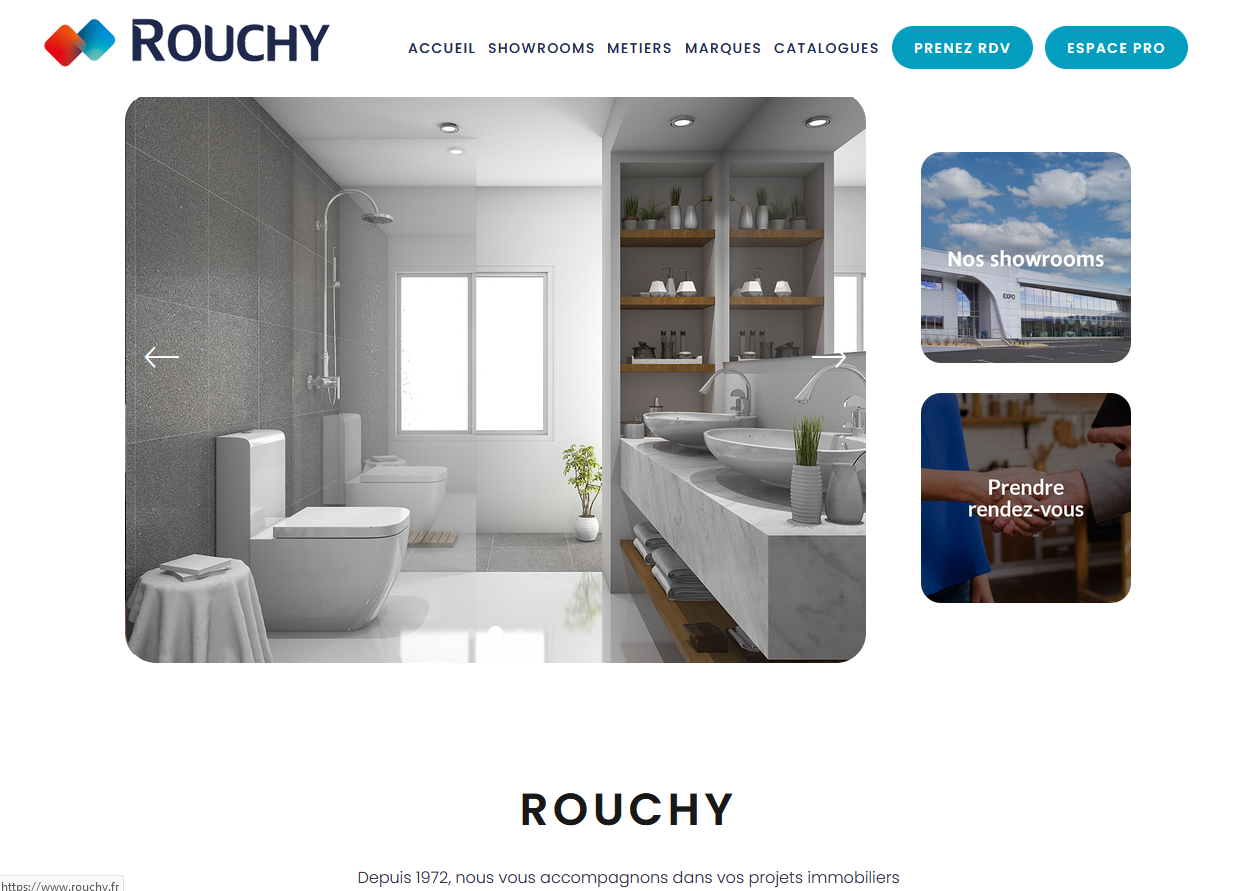 ROUCHY
ACCUEIL SHOWROOMS METIERS MARQUES CATALOGUES PRENEZ RDV ESPACE PRO
Nos showrooms
EXPO
Prendre
rendez-vous
ROUCHY
Depuis 1972, nous vous accompagnons dans vos projets immobiliers
https://www.rouchy.fr